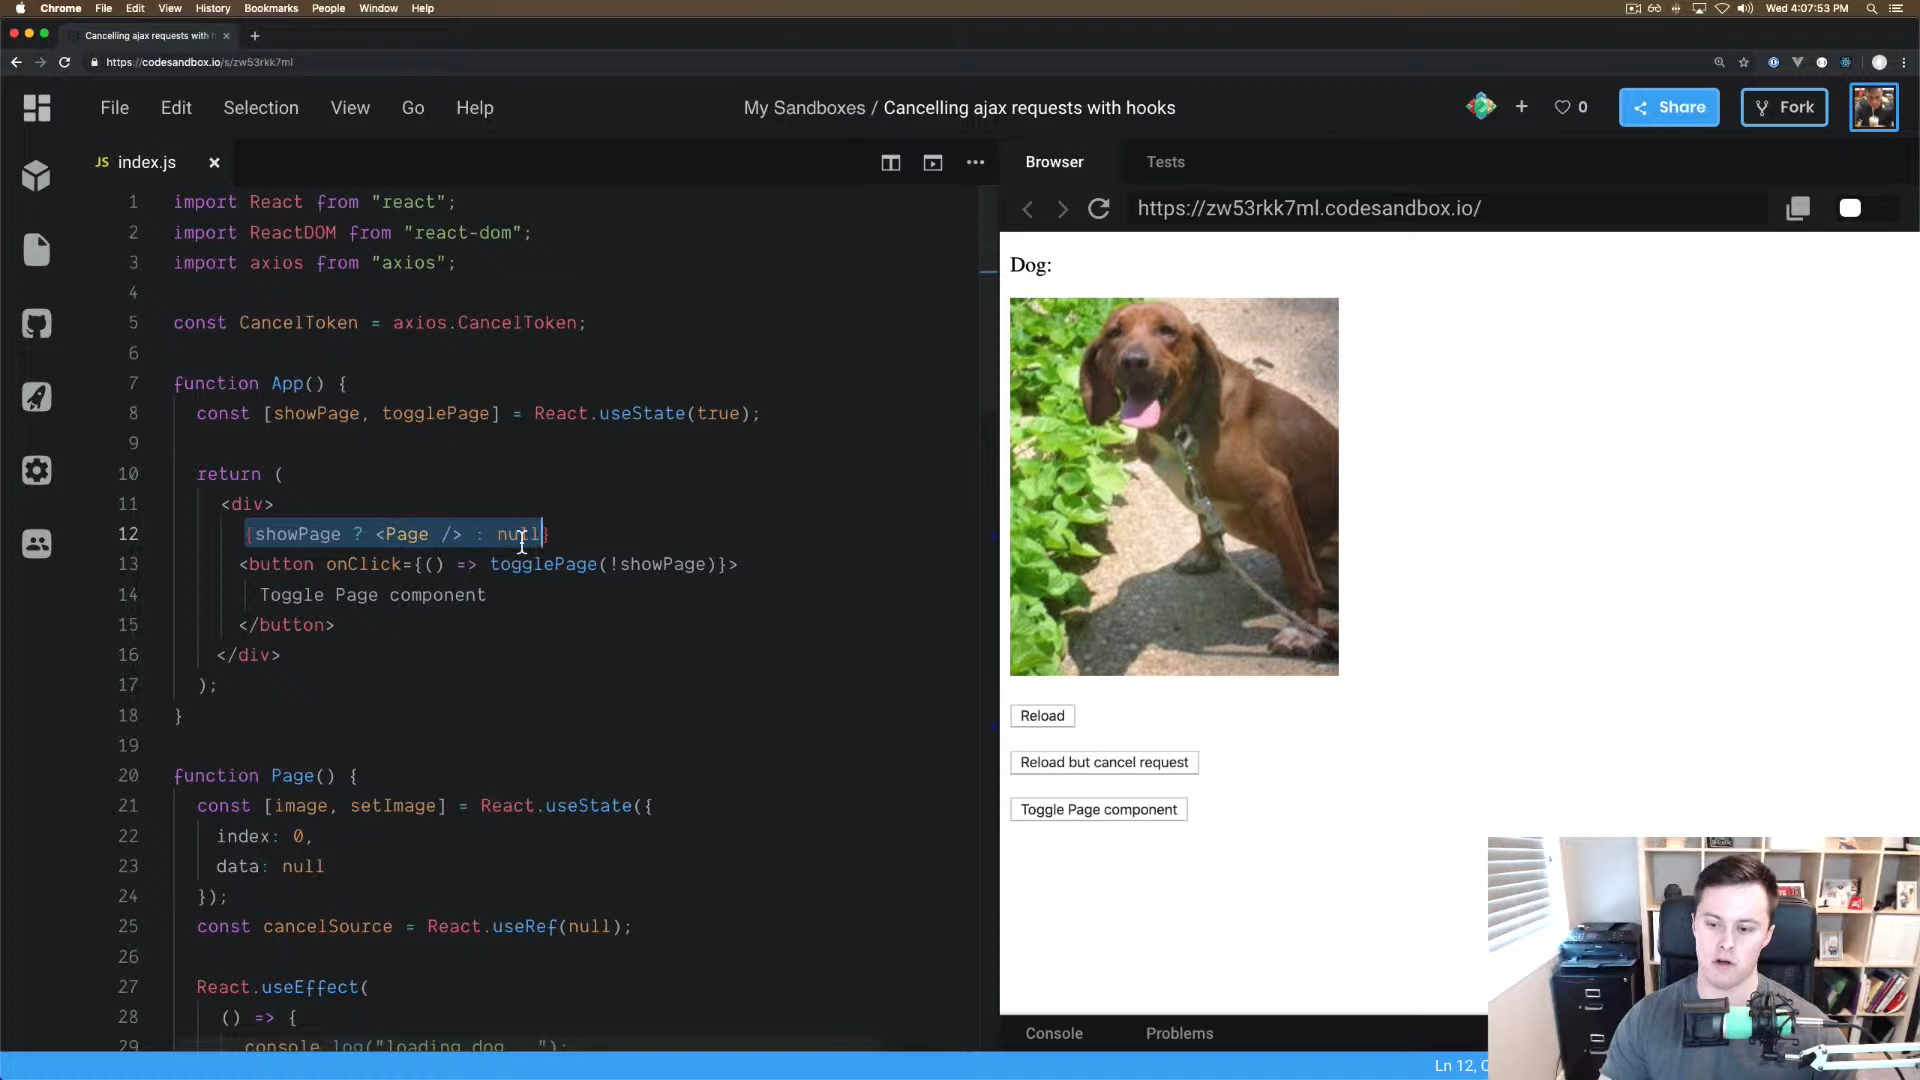 Chrome File Edit View History Bookmarks People Window Help
Wed 4:07:53 PM
Cancelling ajax requests with h
https://codesandbox.io/s/zw53rkk7ml
File Edit Selection View Go Help
My Sandboxes / Cancelling ajax requests with hooks
0
Share
Fork
JS index.js
Browser Tests
https://zw53rkk7ml.codesandbox.io/
1 import React from "react";
2 import ReactDOM from "react-dom";
3 import axios from "axios";
4
5 const CancelToken = axios.CancelToken;
6
7 function App() {
8 const [showPage, togglePage] = React.useState(true);
9
10 return (
11 <div>
12 {showPage ? <Page /> : null}
13 <button onClick={() => togglePage(!showPage)}>
14 Toggle Page component
15 </button>
16 </div>
17 );
18 }
19
20 function Page() {
21 const [image, setImage] = React.useState({
22 index: 0,
23 data: null
24 });
25 const cancelSource = React.useRef(null);
26
27 React.useEffect(
28 () => {
29 console.log("loading dog...");
Dog:
Reload
Reload but cancel request
Toggle Page component
Console Problems
Ln 12,